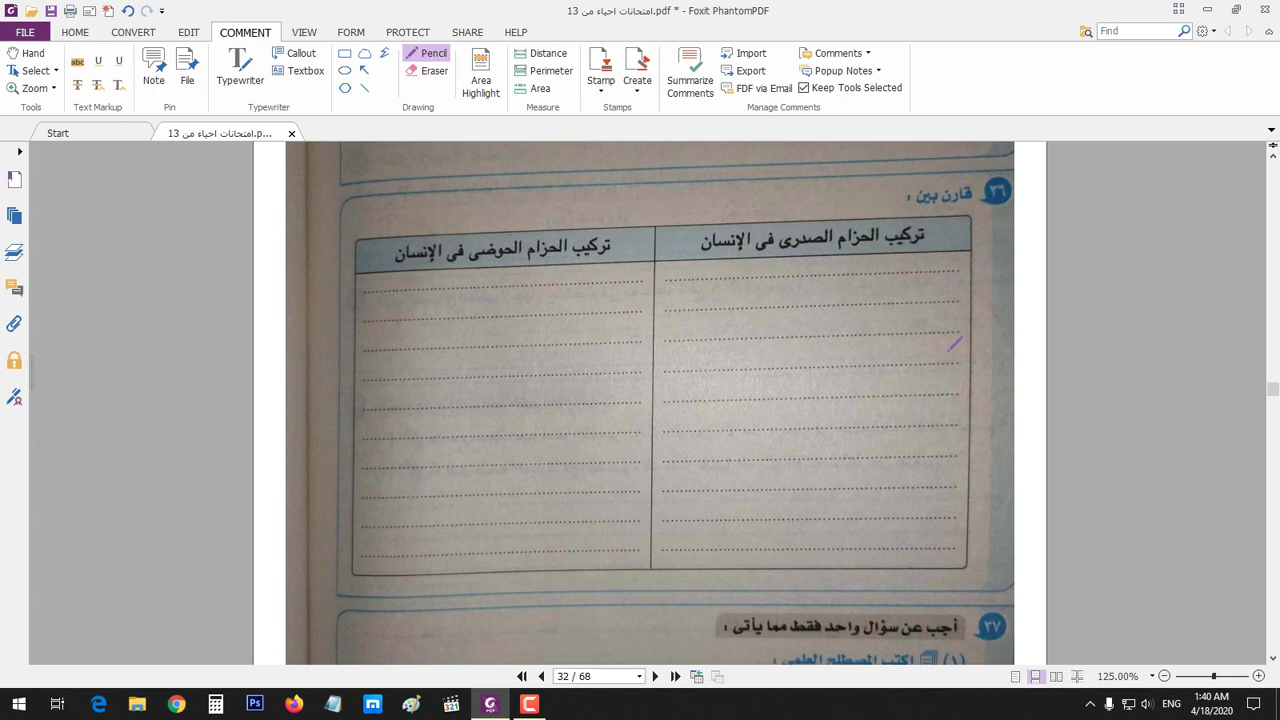 امتحانات احياء من 13.pdf * - Foxit PhantomPDF
FILE HOME CONVERT EDIT COMMENT VIEW FORM PROTECT SHARE HELP
Find
Hand
Select
Zoom
Tools
Text Markup
Note
File
Pin
Typewriter
Callout
Textbox
Typewriter
Pencil
Eraser
Drawing
Area Highlight
Distance
Perimeter
Area
Measure
Stamp
Create
Stamps
Summarize Comments
Import
Export
FDF via Email
Comments
Popup Notes
Keep Tools Selected
Manage Comments
Start
امتحانات احياء من 13.p...
٣٦ قارن بين :
تركيب الحزام الصدرى فى الإنسان
تركيب الحزام الحوضى فى الإنسان
٣٧ أجب عن سؤال واحد فقط مما يأتى :
(١) اكتب المصطلح العلمى :
32 / 68
125.00%
ENG
1:40 AM
4/18/2020